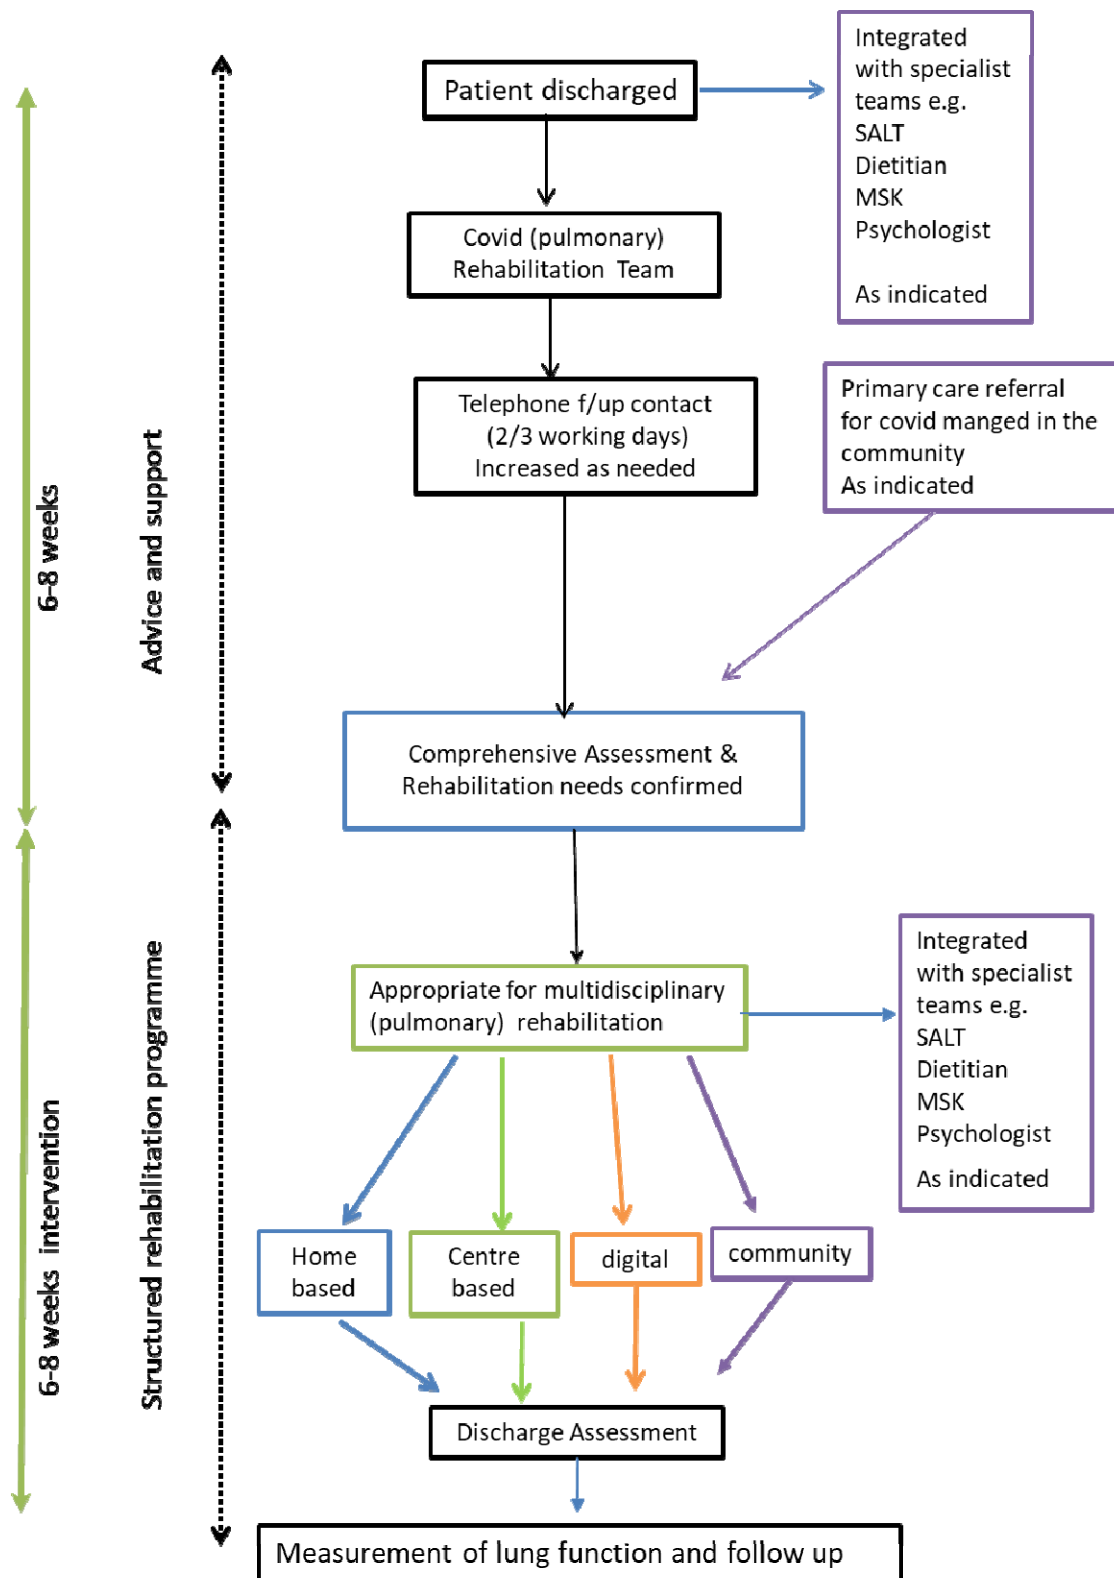 Patient discharged
Integrated
with specialist
teams e.g.
SALT
Dietitian
MSK
Psychologist
As indicated
Covid (pulmonary)
Rehabilitation Team
Telephone f/up contact
(2/3 working days)
Increased as needed
Primary care referral
for covid manged in the
community
As indicated
6-8 weeks
Advice and support
Comprehensive Assessment &
Rehabilitation needs confirmed
Appropriate for multidisciplinary
(pulmonary) rehabilitation
Integrated
with specialist
teams e.g.
SALT
Dietitian
MSK
Psychologist
As indicated
6-8 weeks intervention
Structured rehabilitation programme
Home
based
Centre
based
digital
community
Discharge Assessment
Measurement of lung function and follow up